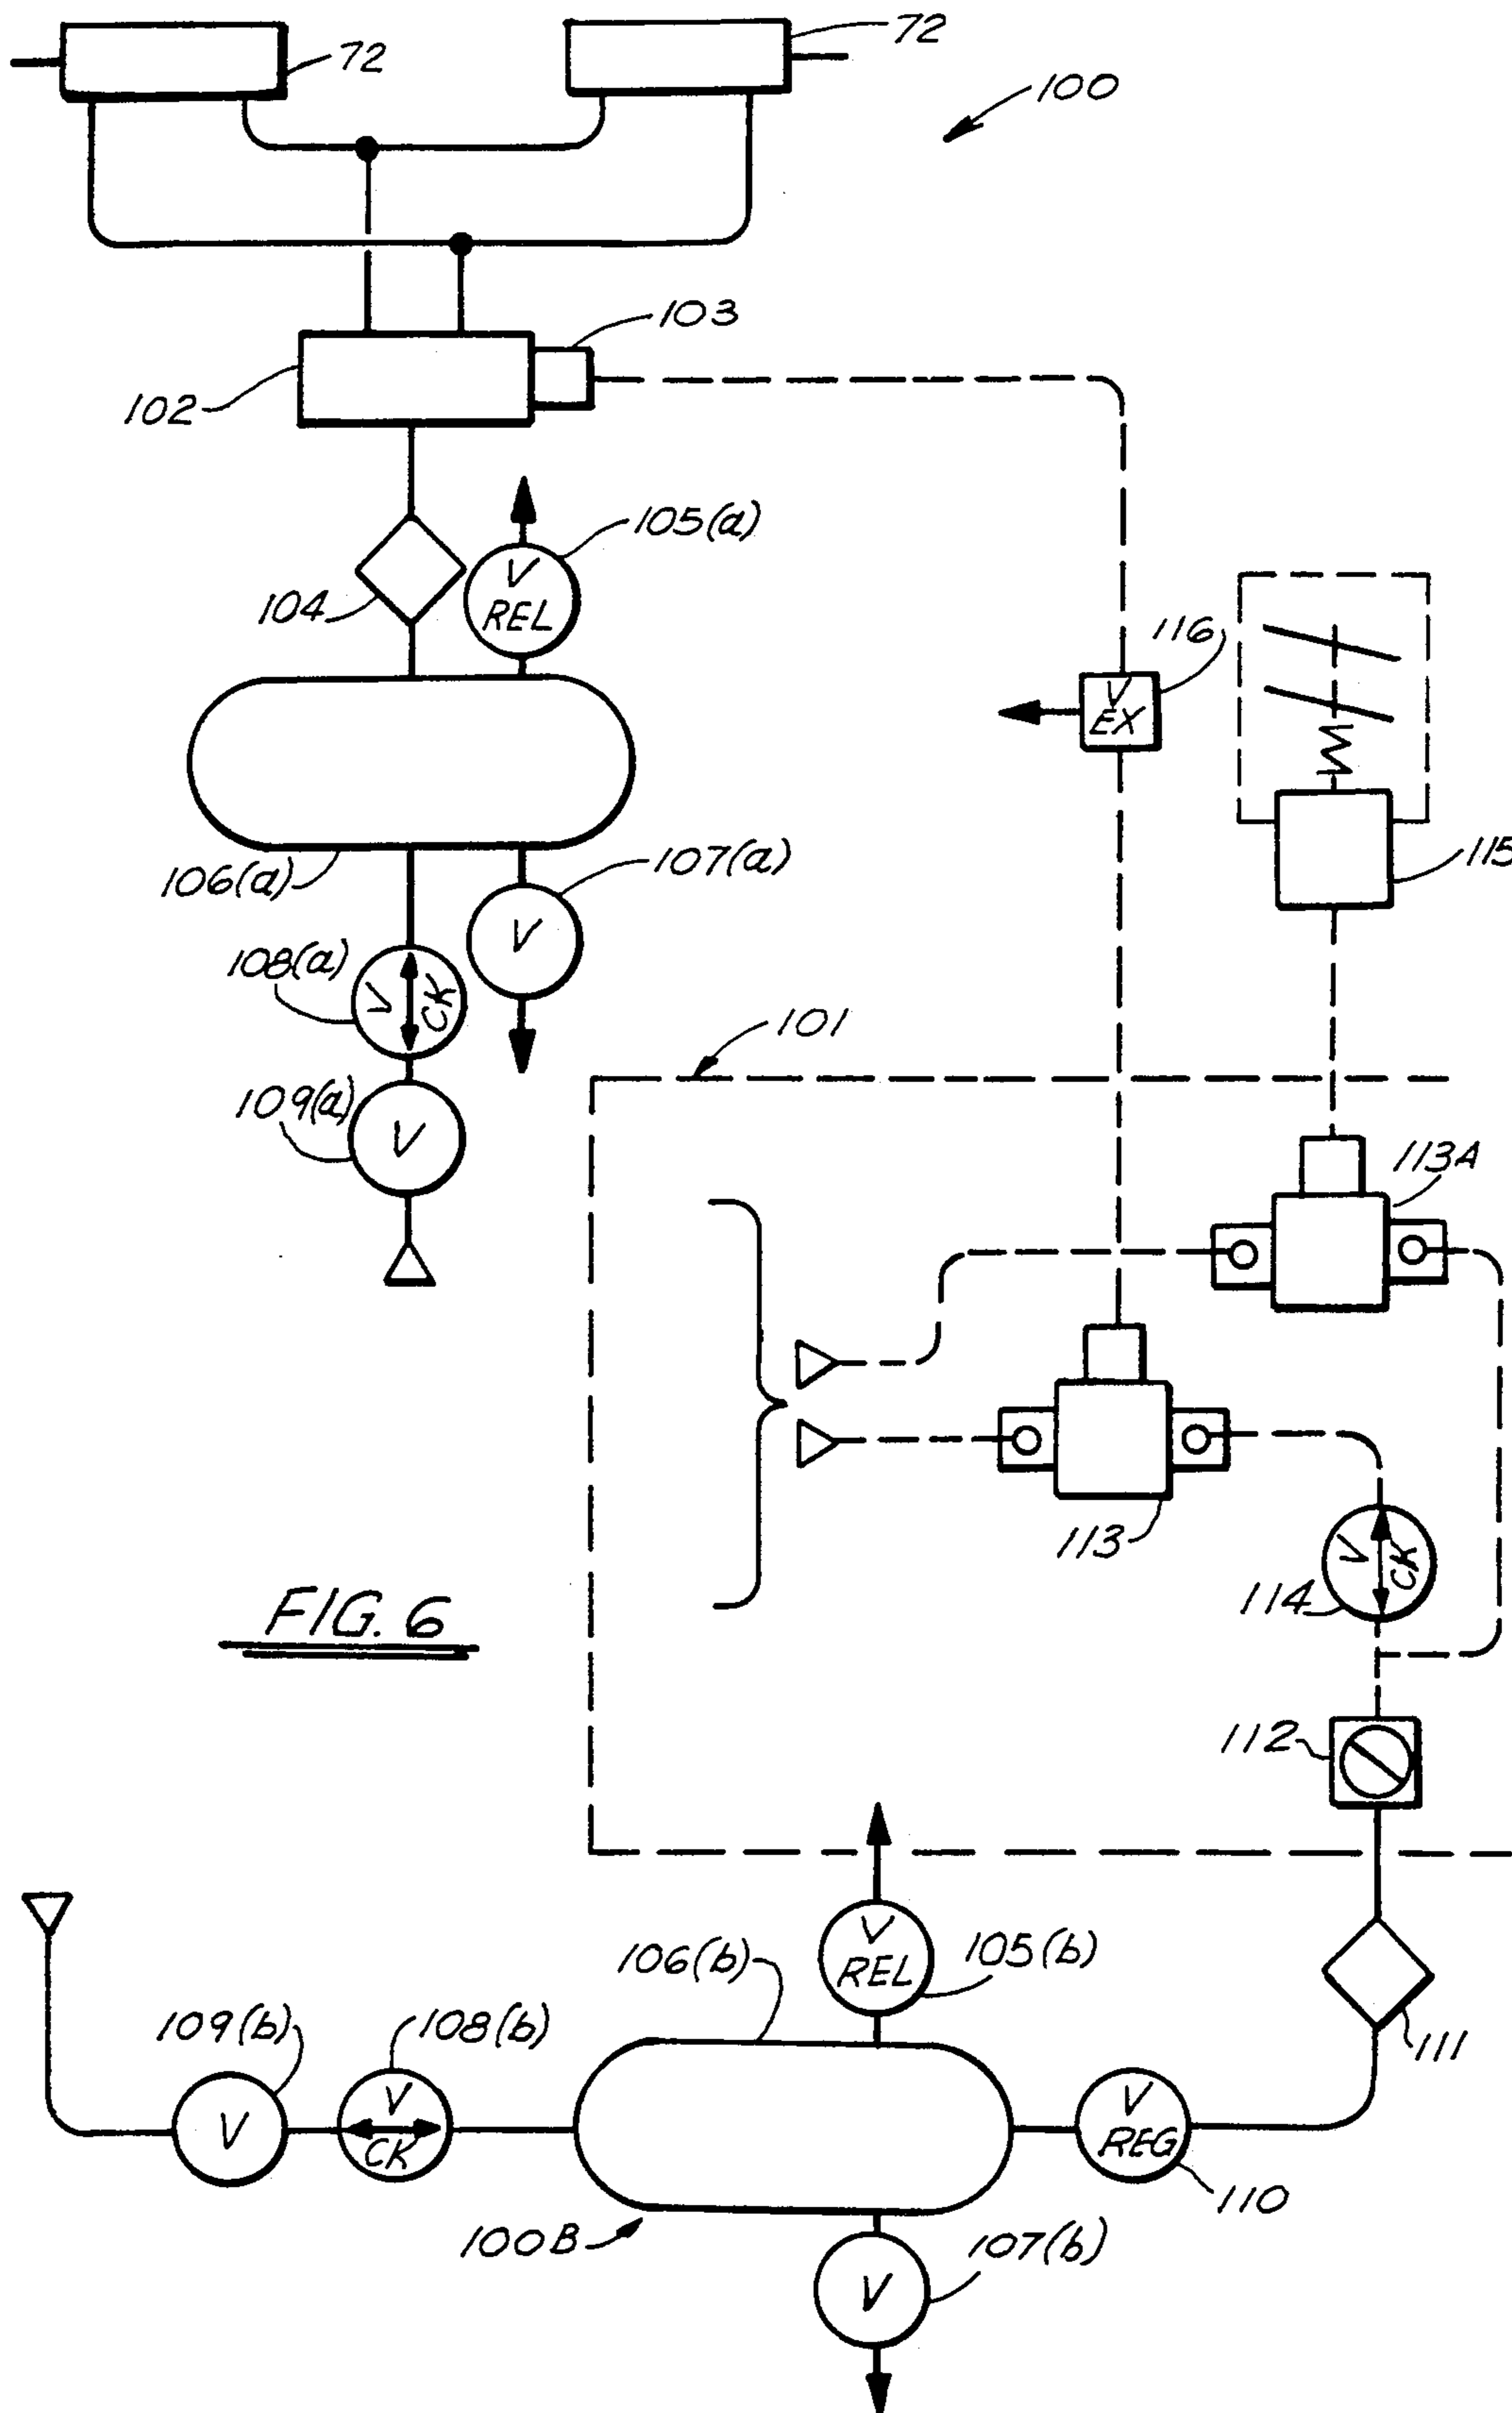 72
72
100
103
102
105(a)
V
REL
104
116
V
EX
115
106(a)
107(a)
V
108(a)
V
CK
101
109(a)
V
113A
113
V
CK
114
FIG. 6
112
106(b)
V
REL
105(b)
109(b)
108(b)
111
V
V
CK
V
REG
110
100B
107(b)
V